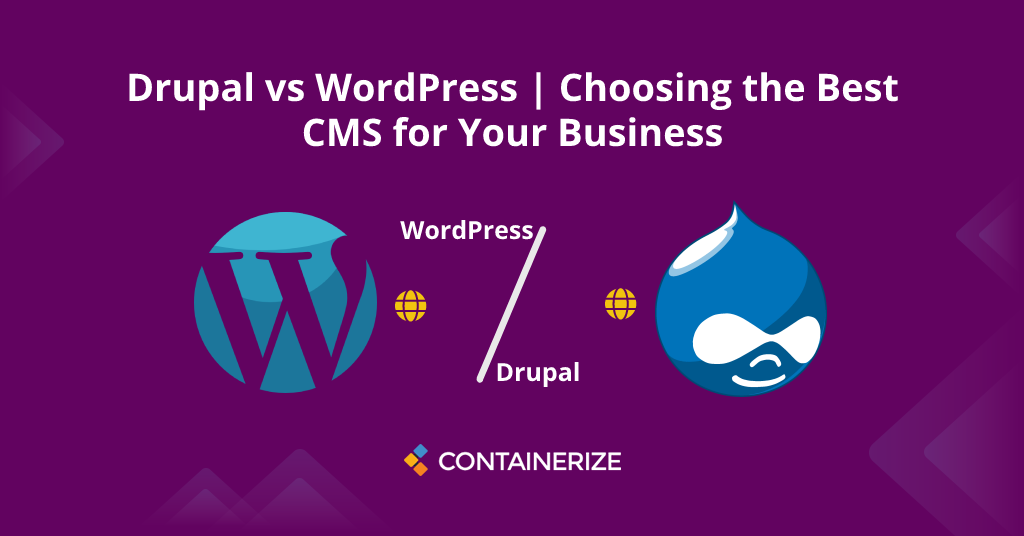 Drupal vs WordPress | Choosing the Best
CMS for Your Business
WordPress
Drupal
CONTAINERIZE